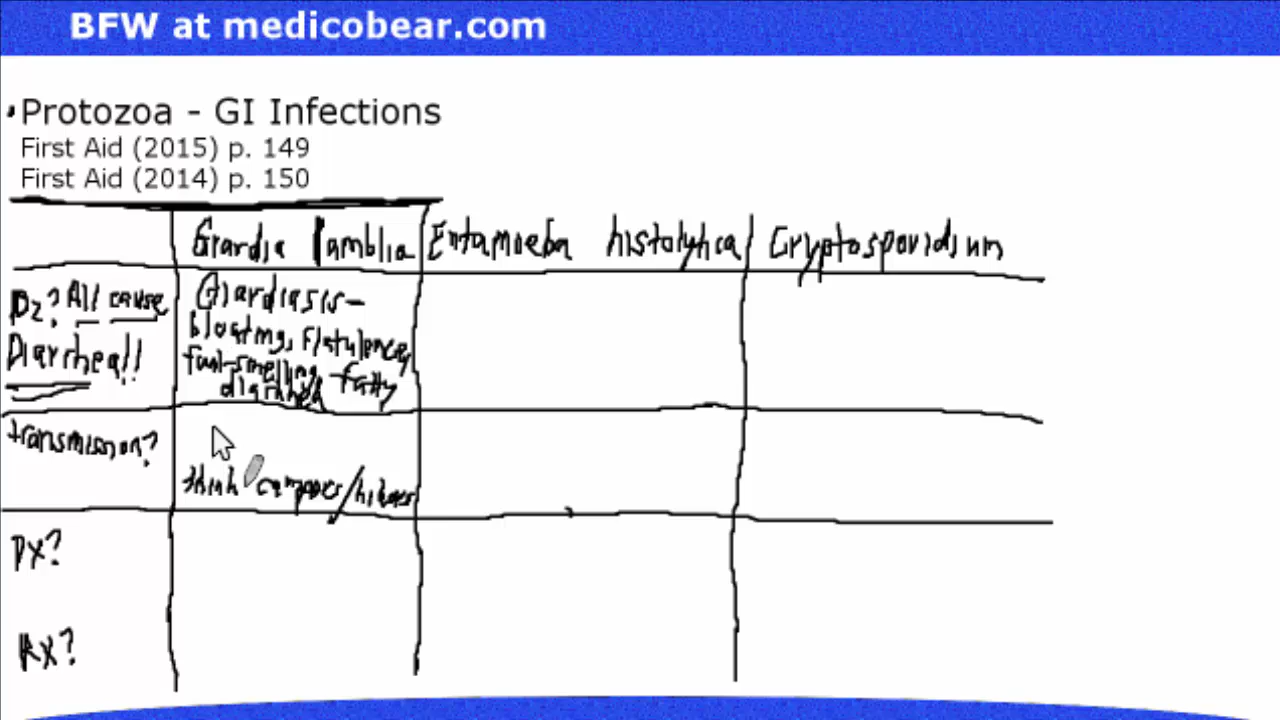 BFW at medicobear.com
Protozoa - GI Infections
First Aid (2015) p. 149
First Aid (2014) p. 150
Giardia lamblia
Entamoeba histolytica
Cryptosporidium
Dz? All cause
Diarrhea!!
Giardiasis-
bloating, flatulence,
foul-smelling fatty
diarrhea
transmission?
think campers/hikers
Dx?
Rx?